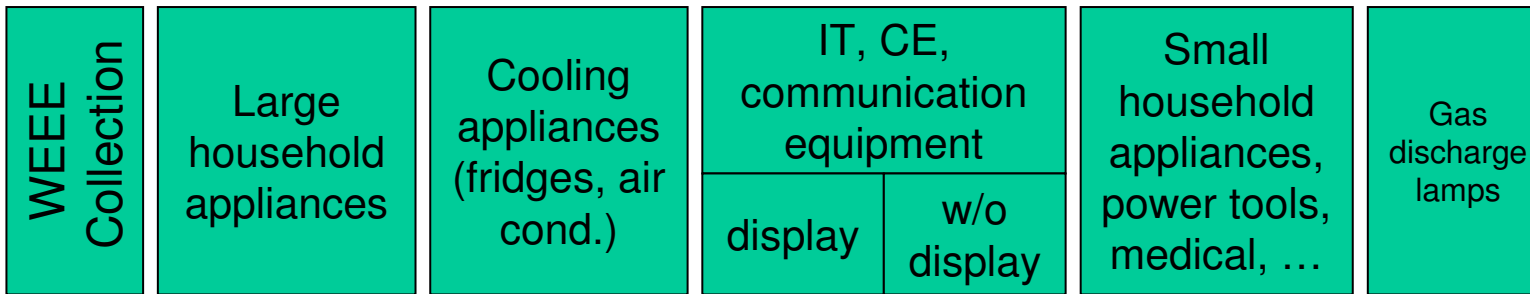 WEEE
Collection
Large
household
appliances
Cooling
appliances
(fridges, air
cond.)
IT, CE,
communication
equipment
display
w/o
display
Small
household
appliances,
power tools,
medical, …
Gas
discharge
lamps